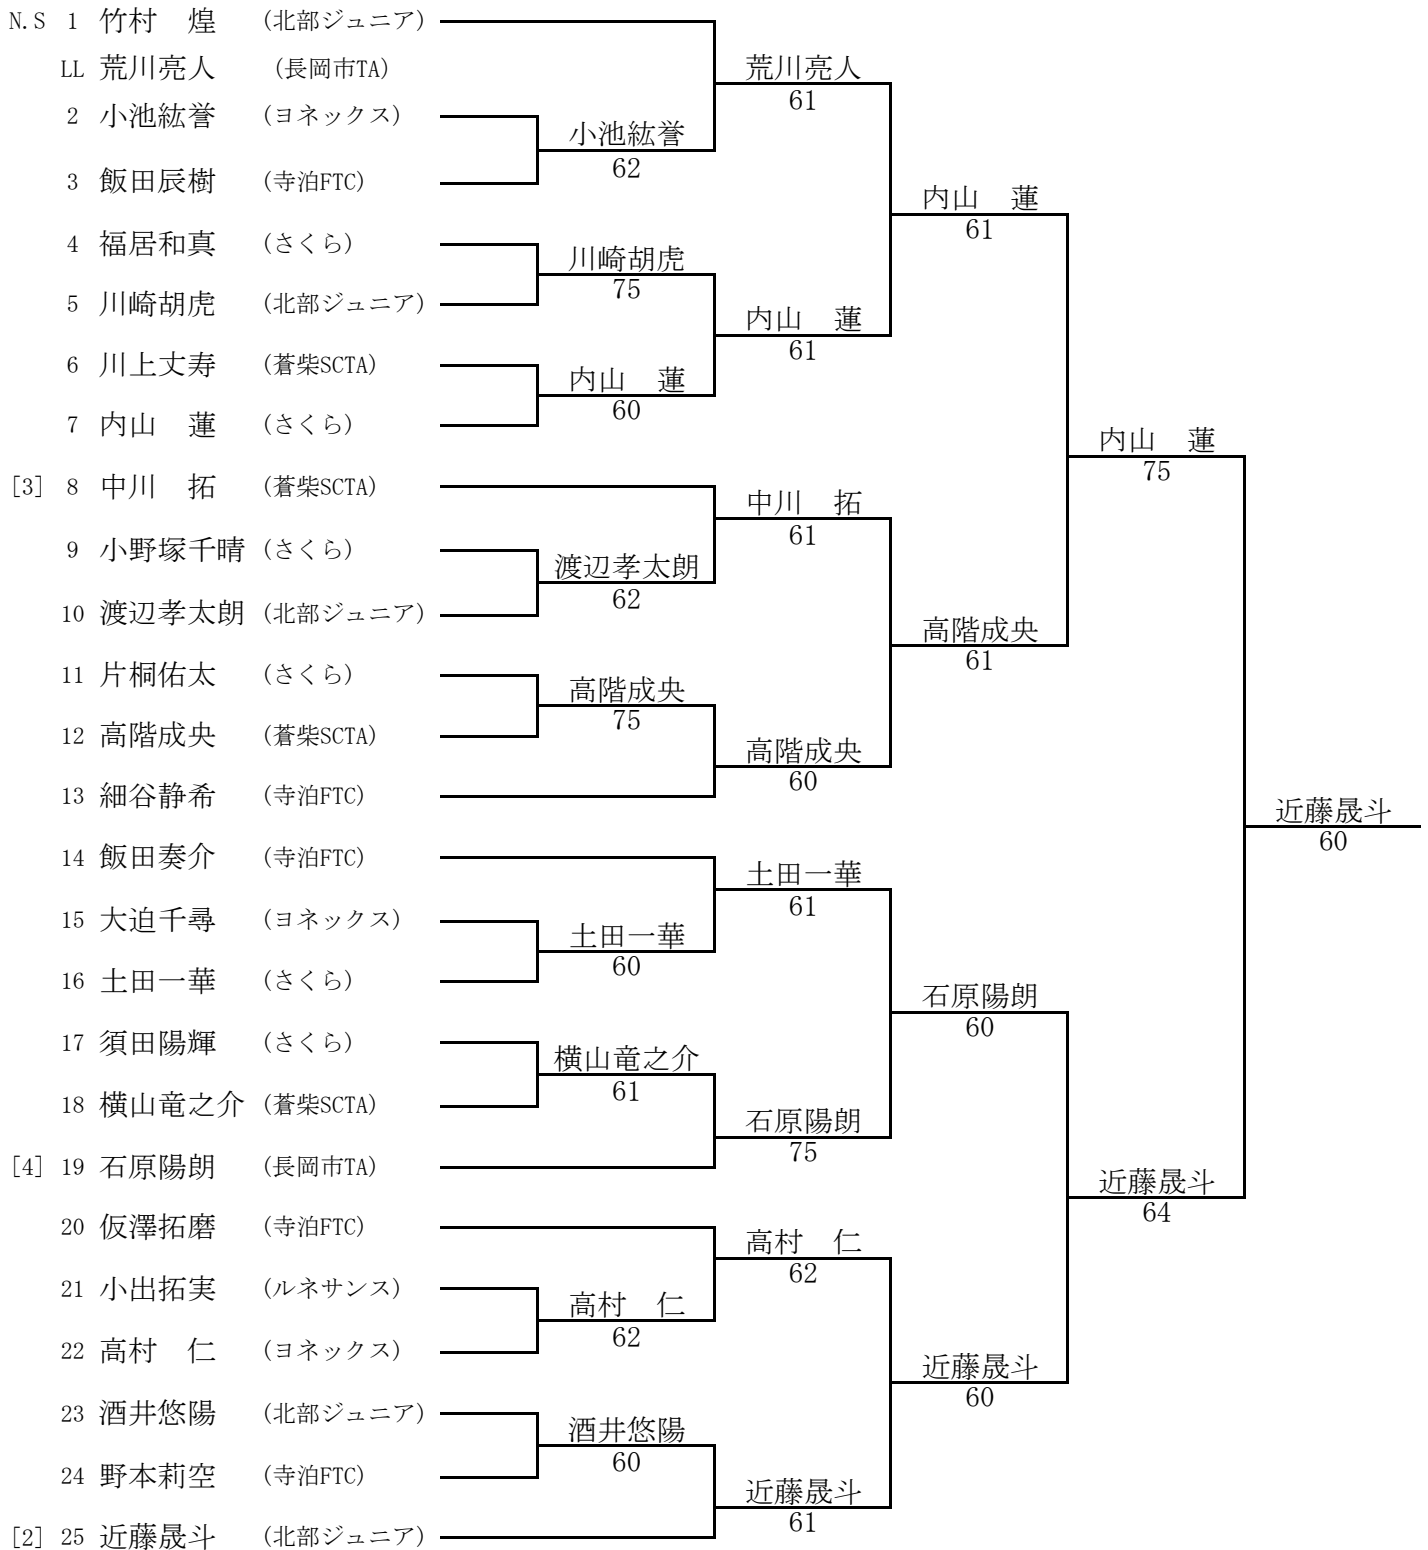 N.S 1 竹村　煌 (北部ジュニア)
LL 荒川亮人 (長岡市TA)
荒川亮人
61
2 小池紘誉 (ヨネックス)
小池紘誉
62
3 飯田辰樹 (寺泊FTC)
内山　蓮
61
4 福居和真 (さくら)
川崎胡虎
75
5 川崎胡虎 (北部ジュニア)
内山　蓮
61
6 川上丈寿 (蒼柴SCTA)
内山　蓮
60
7 内山　蓮 (さくら)
内山　蓮
75
[3] 8 中川　拓 (蒼柴SCTA)
中川　拓
61
9 小野塚千晴 (さくら)
渡辺孝太朗
62
10 渡辺孝太朗 (北部ジュニア)
高階成央
61
11 片桐佑太 (さくら)
高階成央
75
12 高階成央 (蒼柴SCTA)
高階成央
60
13 細谷静希 (寺泊FTC)
近藤晟斗
60
14 飯田奏介 (寺泊FTC)
土田一華
61
15 大迫千尋 (ヨネックス)
土田一華
60
16 土田一華 (さくら)
石原陽朗
60
17 須田陽輝 (さくら)
横山竜之介
61
18 横山竜之介 (蒼柴SCTA)
石原陽朗
75
[4] 19 石原陽朗 (長岡市TA)
近藤晟斗
64
20 仮澤拓磨 (寺泊FTC)
高村　仁
62
21 小出拓実 (ルネサンス)
高村　仁
62
22 高村　仁 (ヨネックス)
近藤晟斗
60
23 酒井悠陽 (北部ジュニア)
酒井悠陽
60
24 野本莉空 (寺泊FTC)
近藤晟斗
61
[2] 25 近藤晟斗 (北部ジュニア)